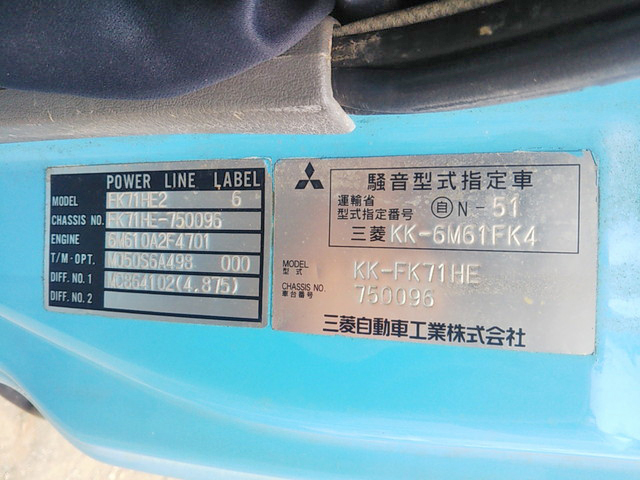 POWER LINE LABEL
MODEL FK71HE2 6
CHASSIS NO. FK71HE-750096
ENGINE 6M610A2F4701
T/M-OPT. M060S6A498 000
DIFF. NO. 1 (4.875)
DIFF. NO. 2
騒音型式指定車
運輸省
型式指定番号 自 N-51
三菱 KK-6M61FK4
MODEL
型式 KK-FK71HE
CHASSIS NO.
車台番号 750096
三菱自動車工業株式会社